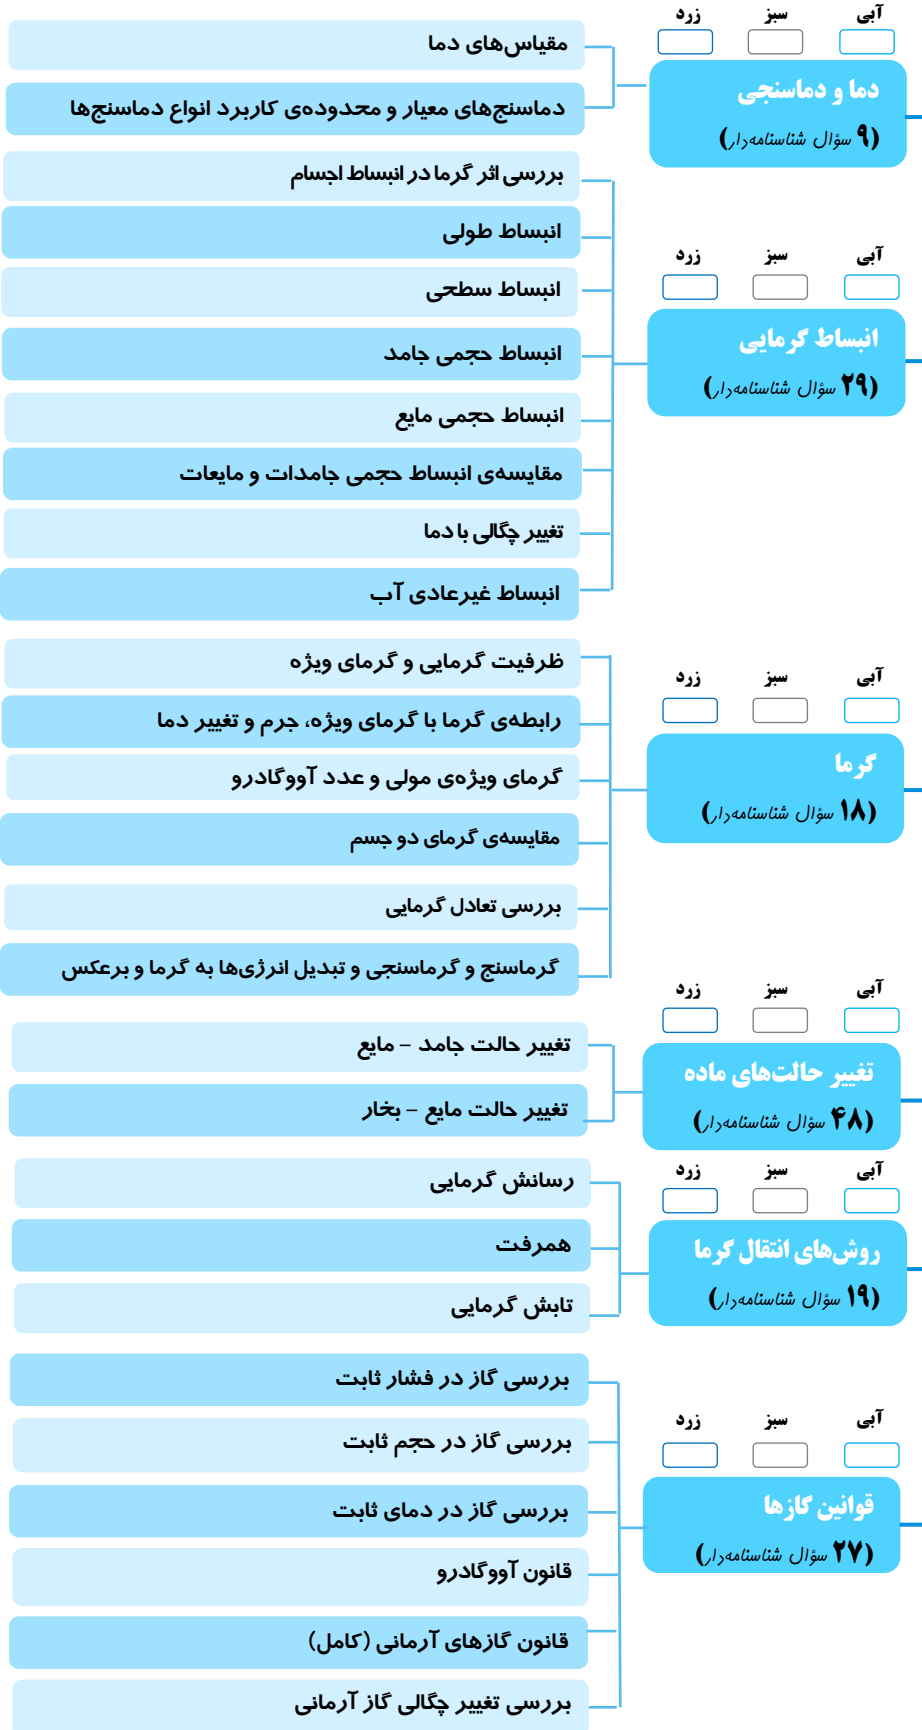 آبی سبز زرد
دما و دماسنجی
(۹ سؤال شناسنامه‌دار)
مقیاس‌های دما
دماسنج‌های معیار و محدوده‌ی کاربرد انواع دماسنج‌ها
آبی سبز زرد
انبساط گرمایی
(۲۹ سؤال شناسنامه‌دار)
بررسی اثر گرما در انبساط اجسام
انبساط طولی
انبساط سطحی
انبساط حجمی جامد
انبساط حجمی مایع
مقایسه‌ی انبساط حجمی جامدات و مایعات
تغییر چگالی با دما
انبساط غیرعادی آب
آبی سبز زرد
گرما
(۱۸ سؤال شناسنامه‌دار)
ظرفیت گرمایی و گرمای ویژه
رابطه‌ی گرما با گرمای ویژه، جرم و تغییر دما
گرمای ویژه‌ی مولی و عدد آووگادرو
مقایسه‌ی گرمای دو جسم
بررسی تعادل گرمایی
گرماسنج و گرماسنجی و تبدیل انرژی‌ها به گرما و برعکس
آبی سبز زرد
تغییر حالت‌های ماده
(۴۸ سؤال شناسنامه‌دار)
تغییر حالت جامد – مایع
تغییر حالت مایع – بخار
آبی سبز زرد
روش‌های انتقال گرما
(۱۹ سؤال شناسنامه‌دار)
رسانش گرمایی
همرفت
تابش گرمایی
آبی سبز زرد
قوانین گازها
(۲۷ سؤال شناسنامه‌دار)
بررسی گاز در فشار ثابت
بررسی گاز در حجم ثابت
بررسی گاز در دمای ثابت
قانون آووگادرو
قانون گازهای آرمانی (کامل)
بررسی تغییر چگالی گاز آرمانی